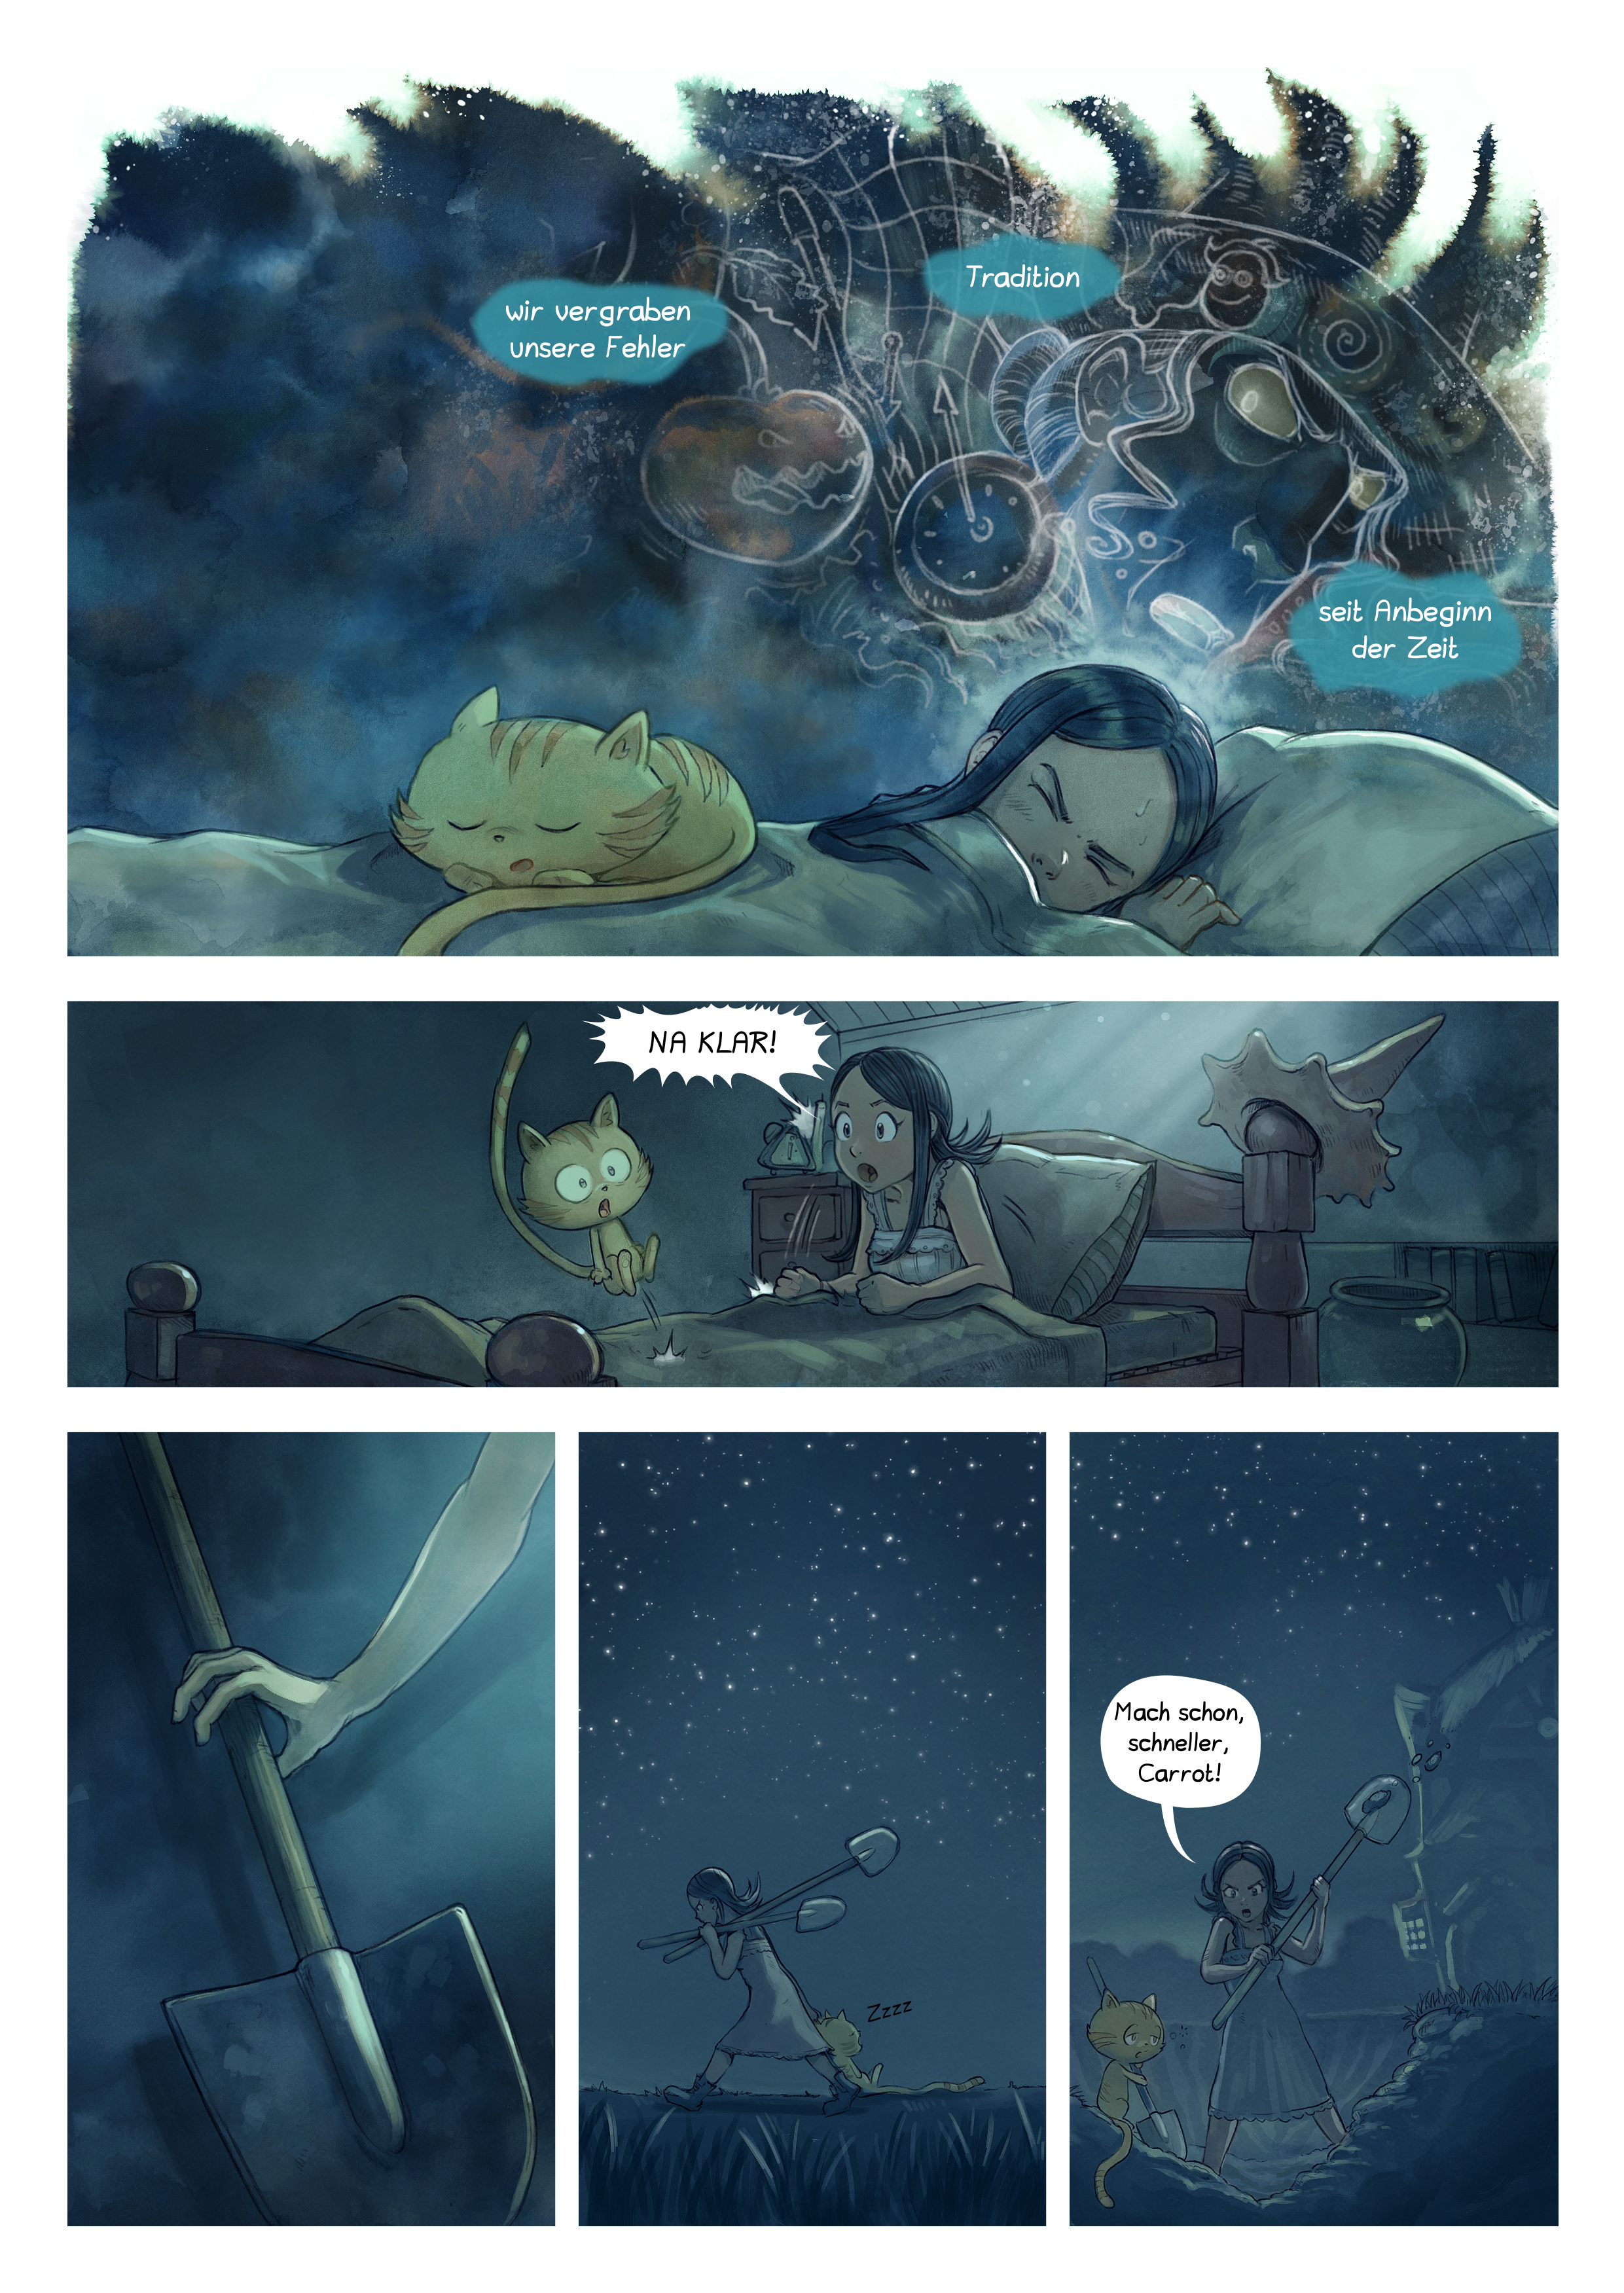 wir vergraben
unsere Fehler
Tradition
seit Anbeginn
der Zeit
NA KLAR!
Zzzz
Mach schon,
schneller,
Carrot!